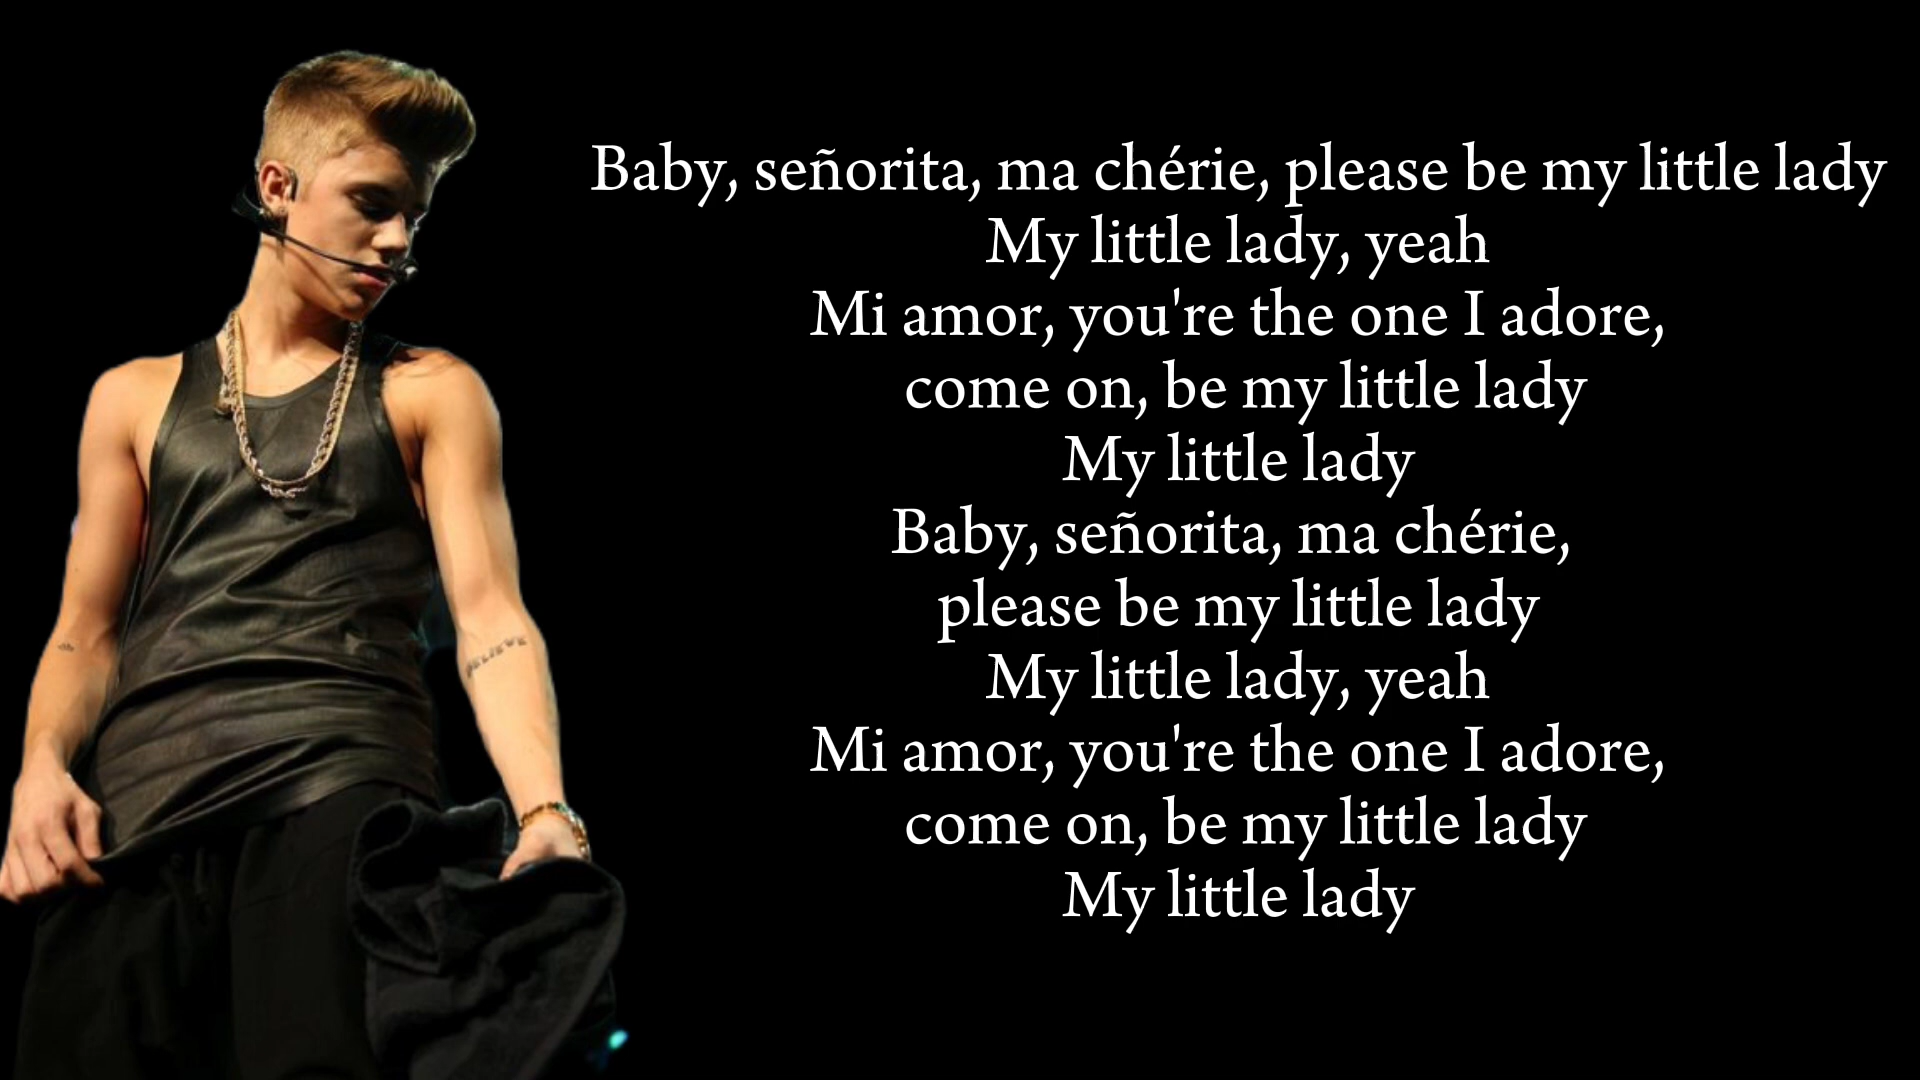 Baby, señorita, ma chérie, please be my little lady
My little lady, yeah
Mi amor, you're the one I adore,
come on, be my little lady
My little lady
Baby, señorita, ma chérie,
please be my little lady
My little lady, yeah
Mi amor, you're the one I adore,
come on, be my little lady
My little lady
BELIEVE